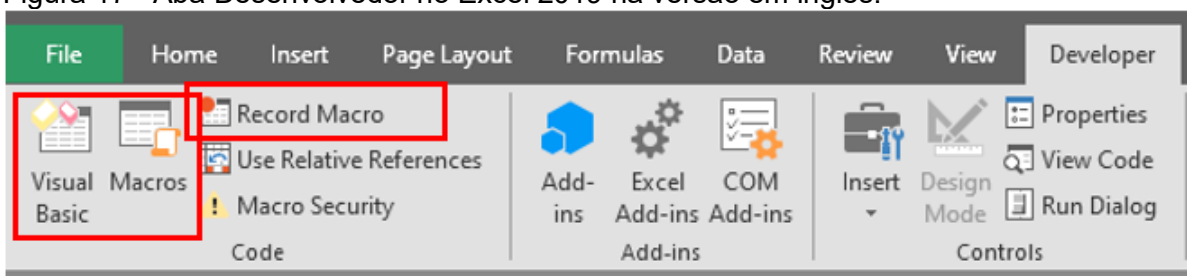 Figura 17 - Aba Desenvolvedor no Excel 2016 na versão em inglês.
File Home Insert Page Layout Formulas Data Review View Developer
Visual Basic
Macros
Record Macro
Use Relative References
Macro Security
Code
Add-ins
Excel Add-ins
COM Add-ins
Add-ins
Insert
Design Mode
Properties
View Code
Run Dialog
Controls